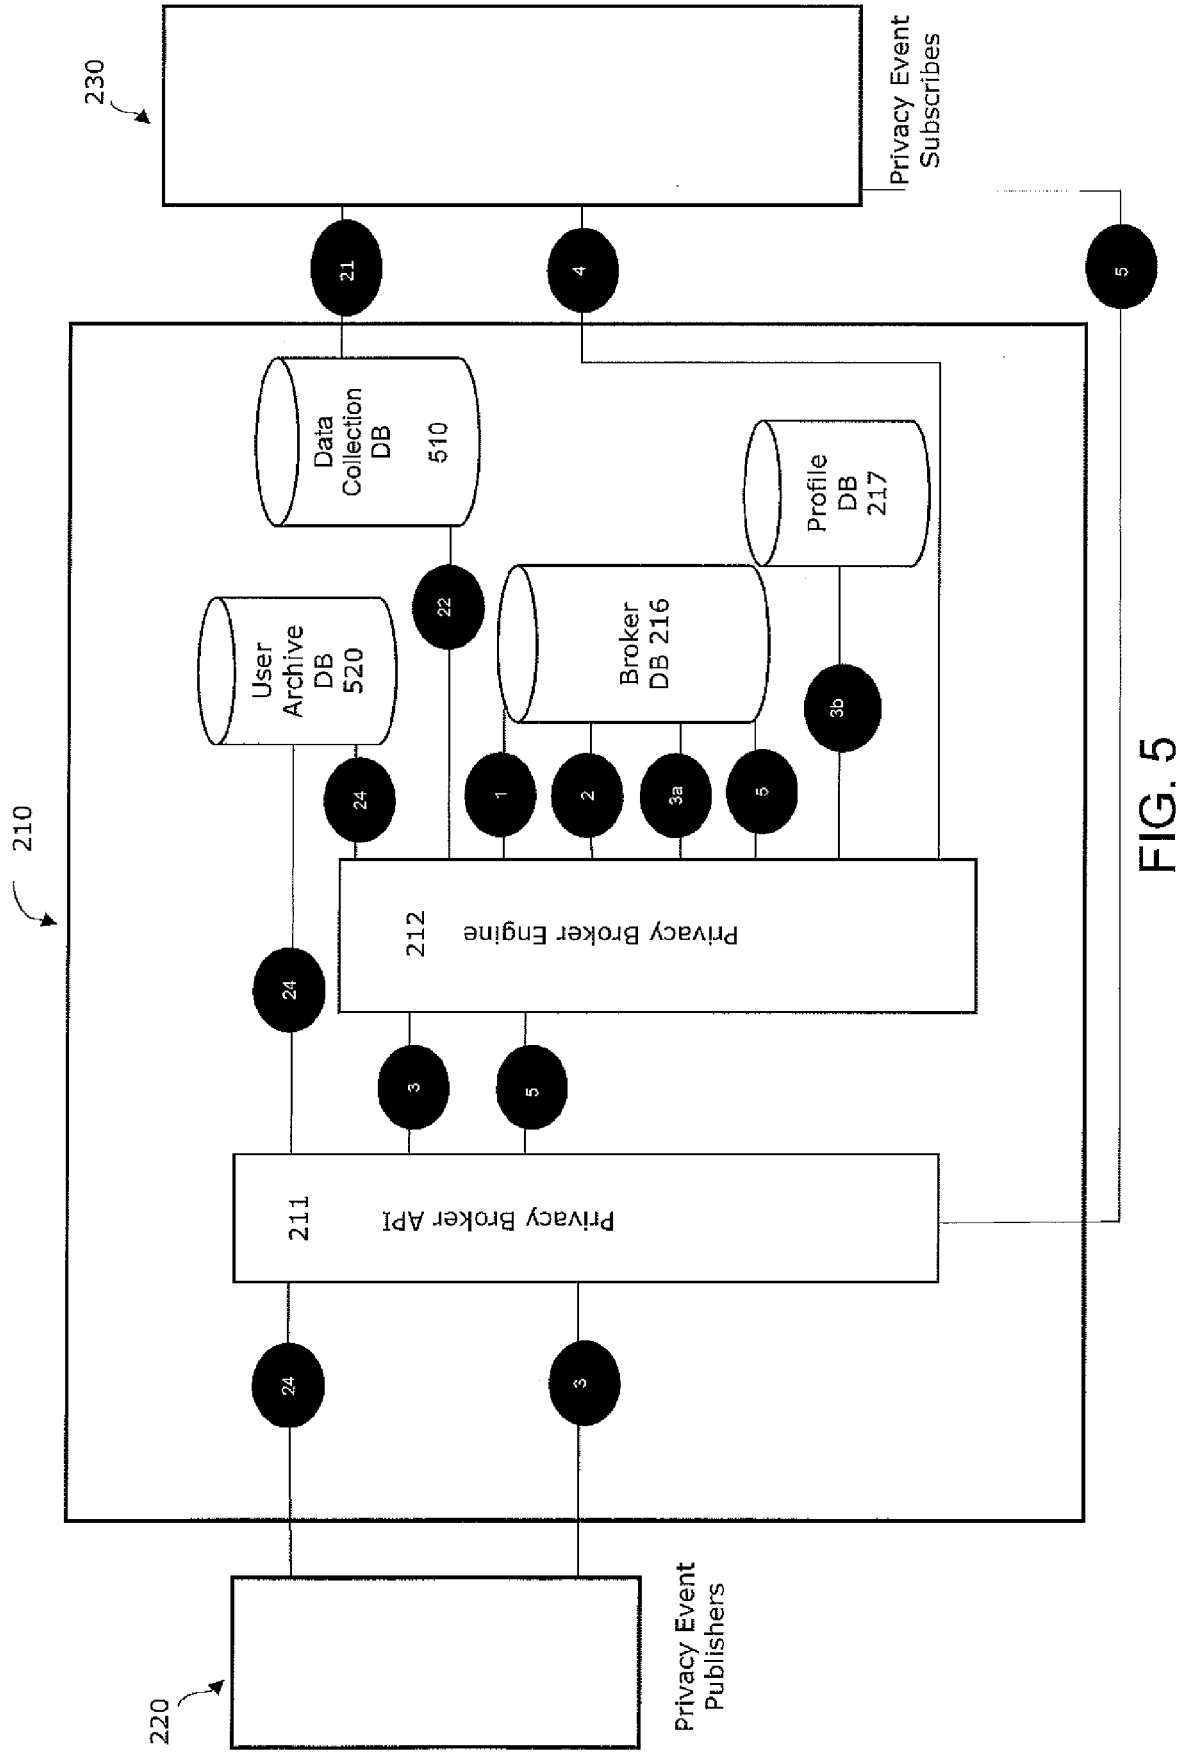 210
220
Privacy Event
Publishers
24
3
211
Privacy Broker API
24
3
5
212
Privacy Broker Engine
24
22
1
2
3a
5
3b
User
Archive
DB
520
Data
Collection
DB
510
Broker
DB 216
Profile
DB
217
21
4
5
230
Privacy Event
Subscribes
FIG. 5